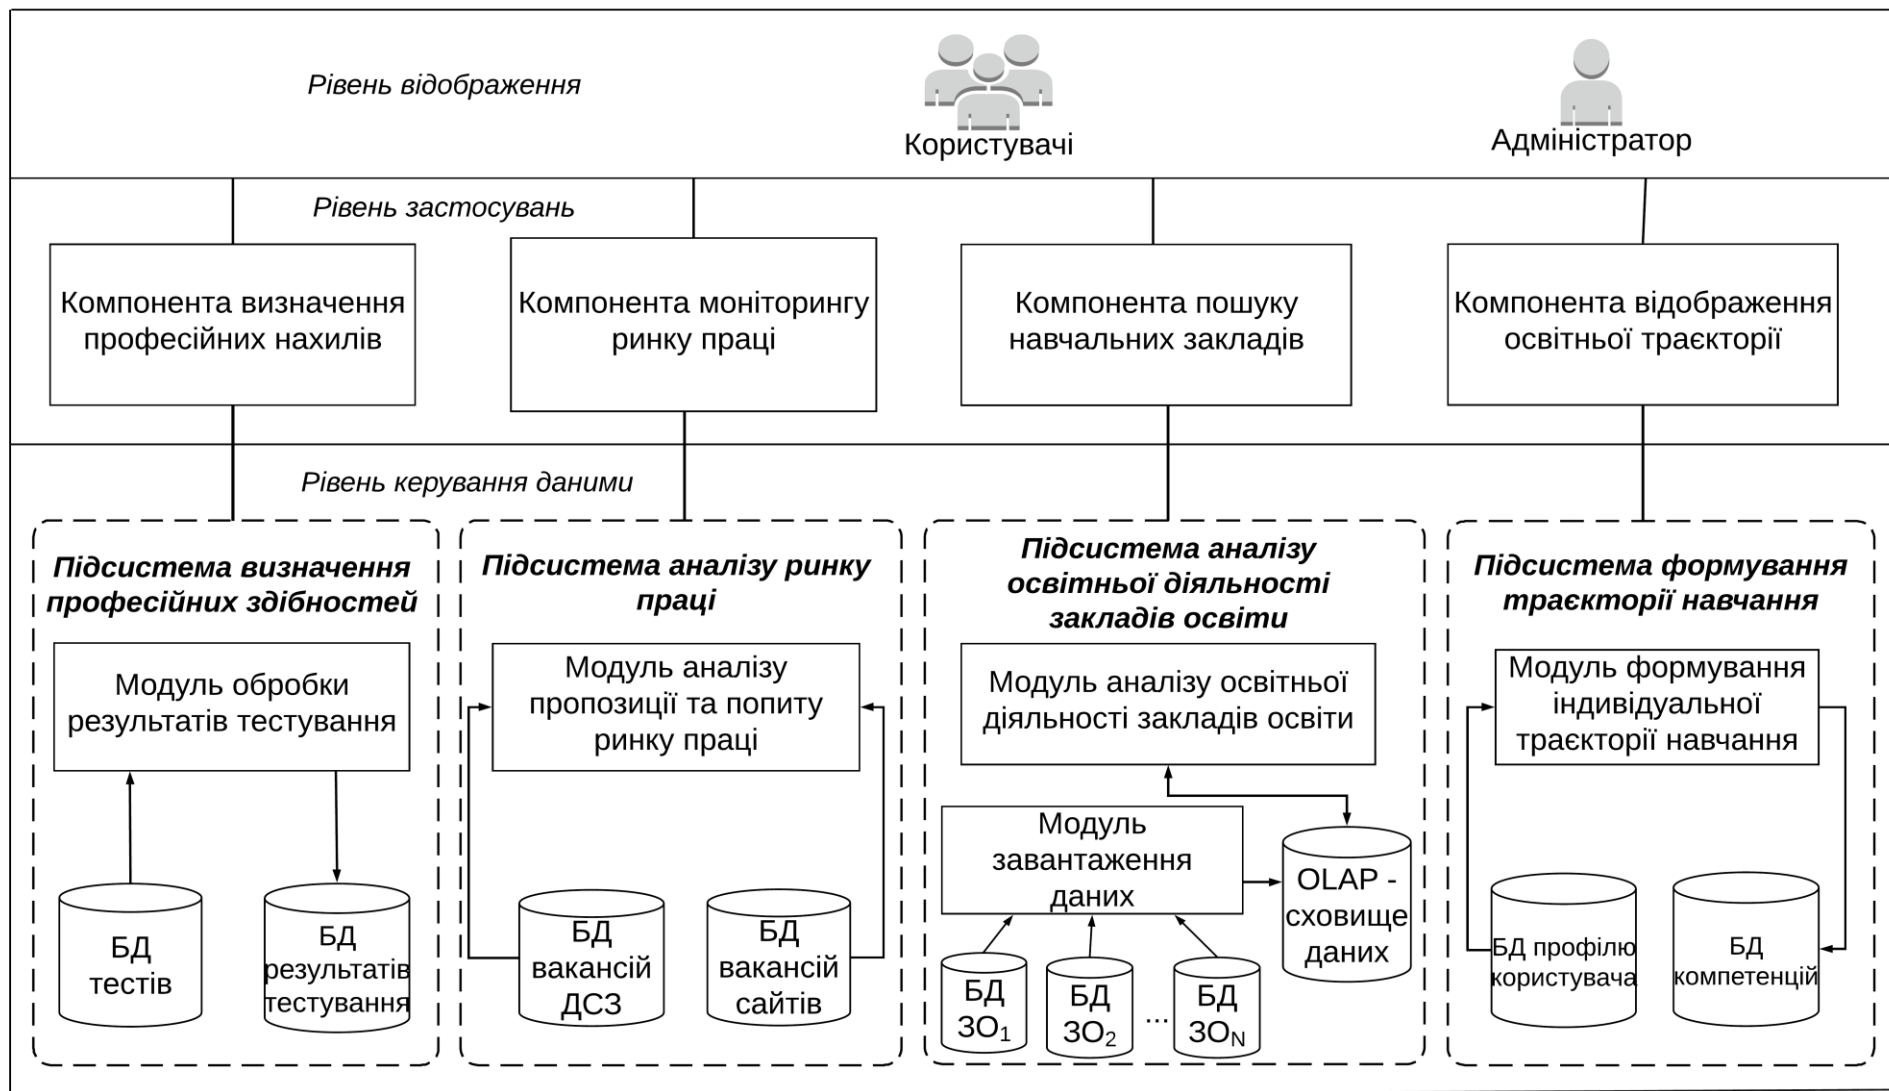 Рівень відображення
Користувачі
Адміністратор
Рівень застосувань
Компонента визначення
професійних нахилів
Компонента моніторингу
ринку праці
Компонента пошуку
навчальних закладів
Компонента відображення
освітньої траєкторії
Рівень керування даними
Підсистема визначення
професійних здібностей
Модуль обробки
результатів тестування
БД
тестів
БД
результатів
тестування
Підсистема аналізу ринку
праці
Модуль аналізу
пропозиції та попиту
ринку праці
БД
вакансій
ДСЗ
БД
вакансій
сайтів
Підсистема аналізу
освітньої діяльності
закладів освіти
Модуль аналізу освітньої
діяльності закладів освіти
Модуль
завантаження
даних
OLAP -
сховище
даних
БД
ЗО₁
БД
ЗО₂
...
БД
ЗО_N
Підсистема формування
траєкторії навчання
Модуль формування
індивідуальної
траєкторії навчання
БД профілю
користувача
БД
компетенцій